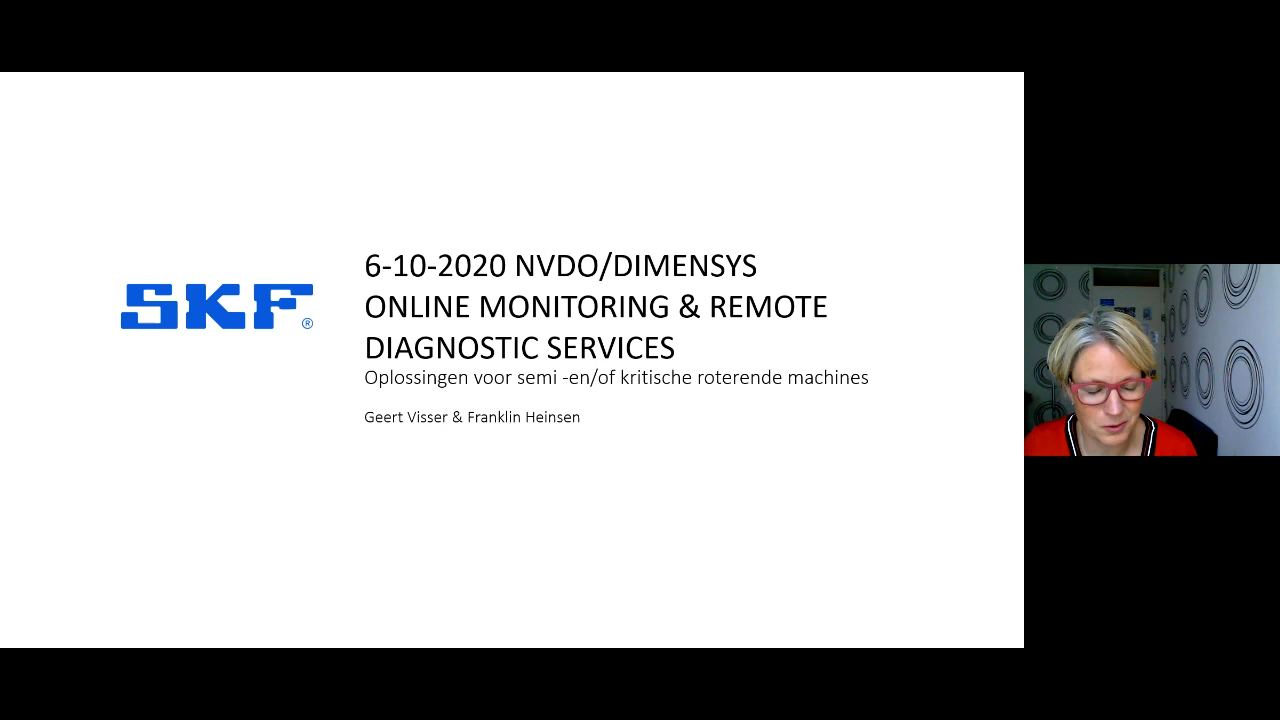 SKF®
6-10-2020 NVDO/DIMENSYS
ONLINE MONITORING & REMOTE
DIAGNOSTIC SERVICES
Oplossingen voor semi -en/of kritische roterende machines
Geert Visser & Franklin Heinsen